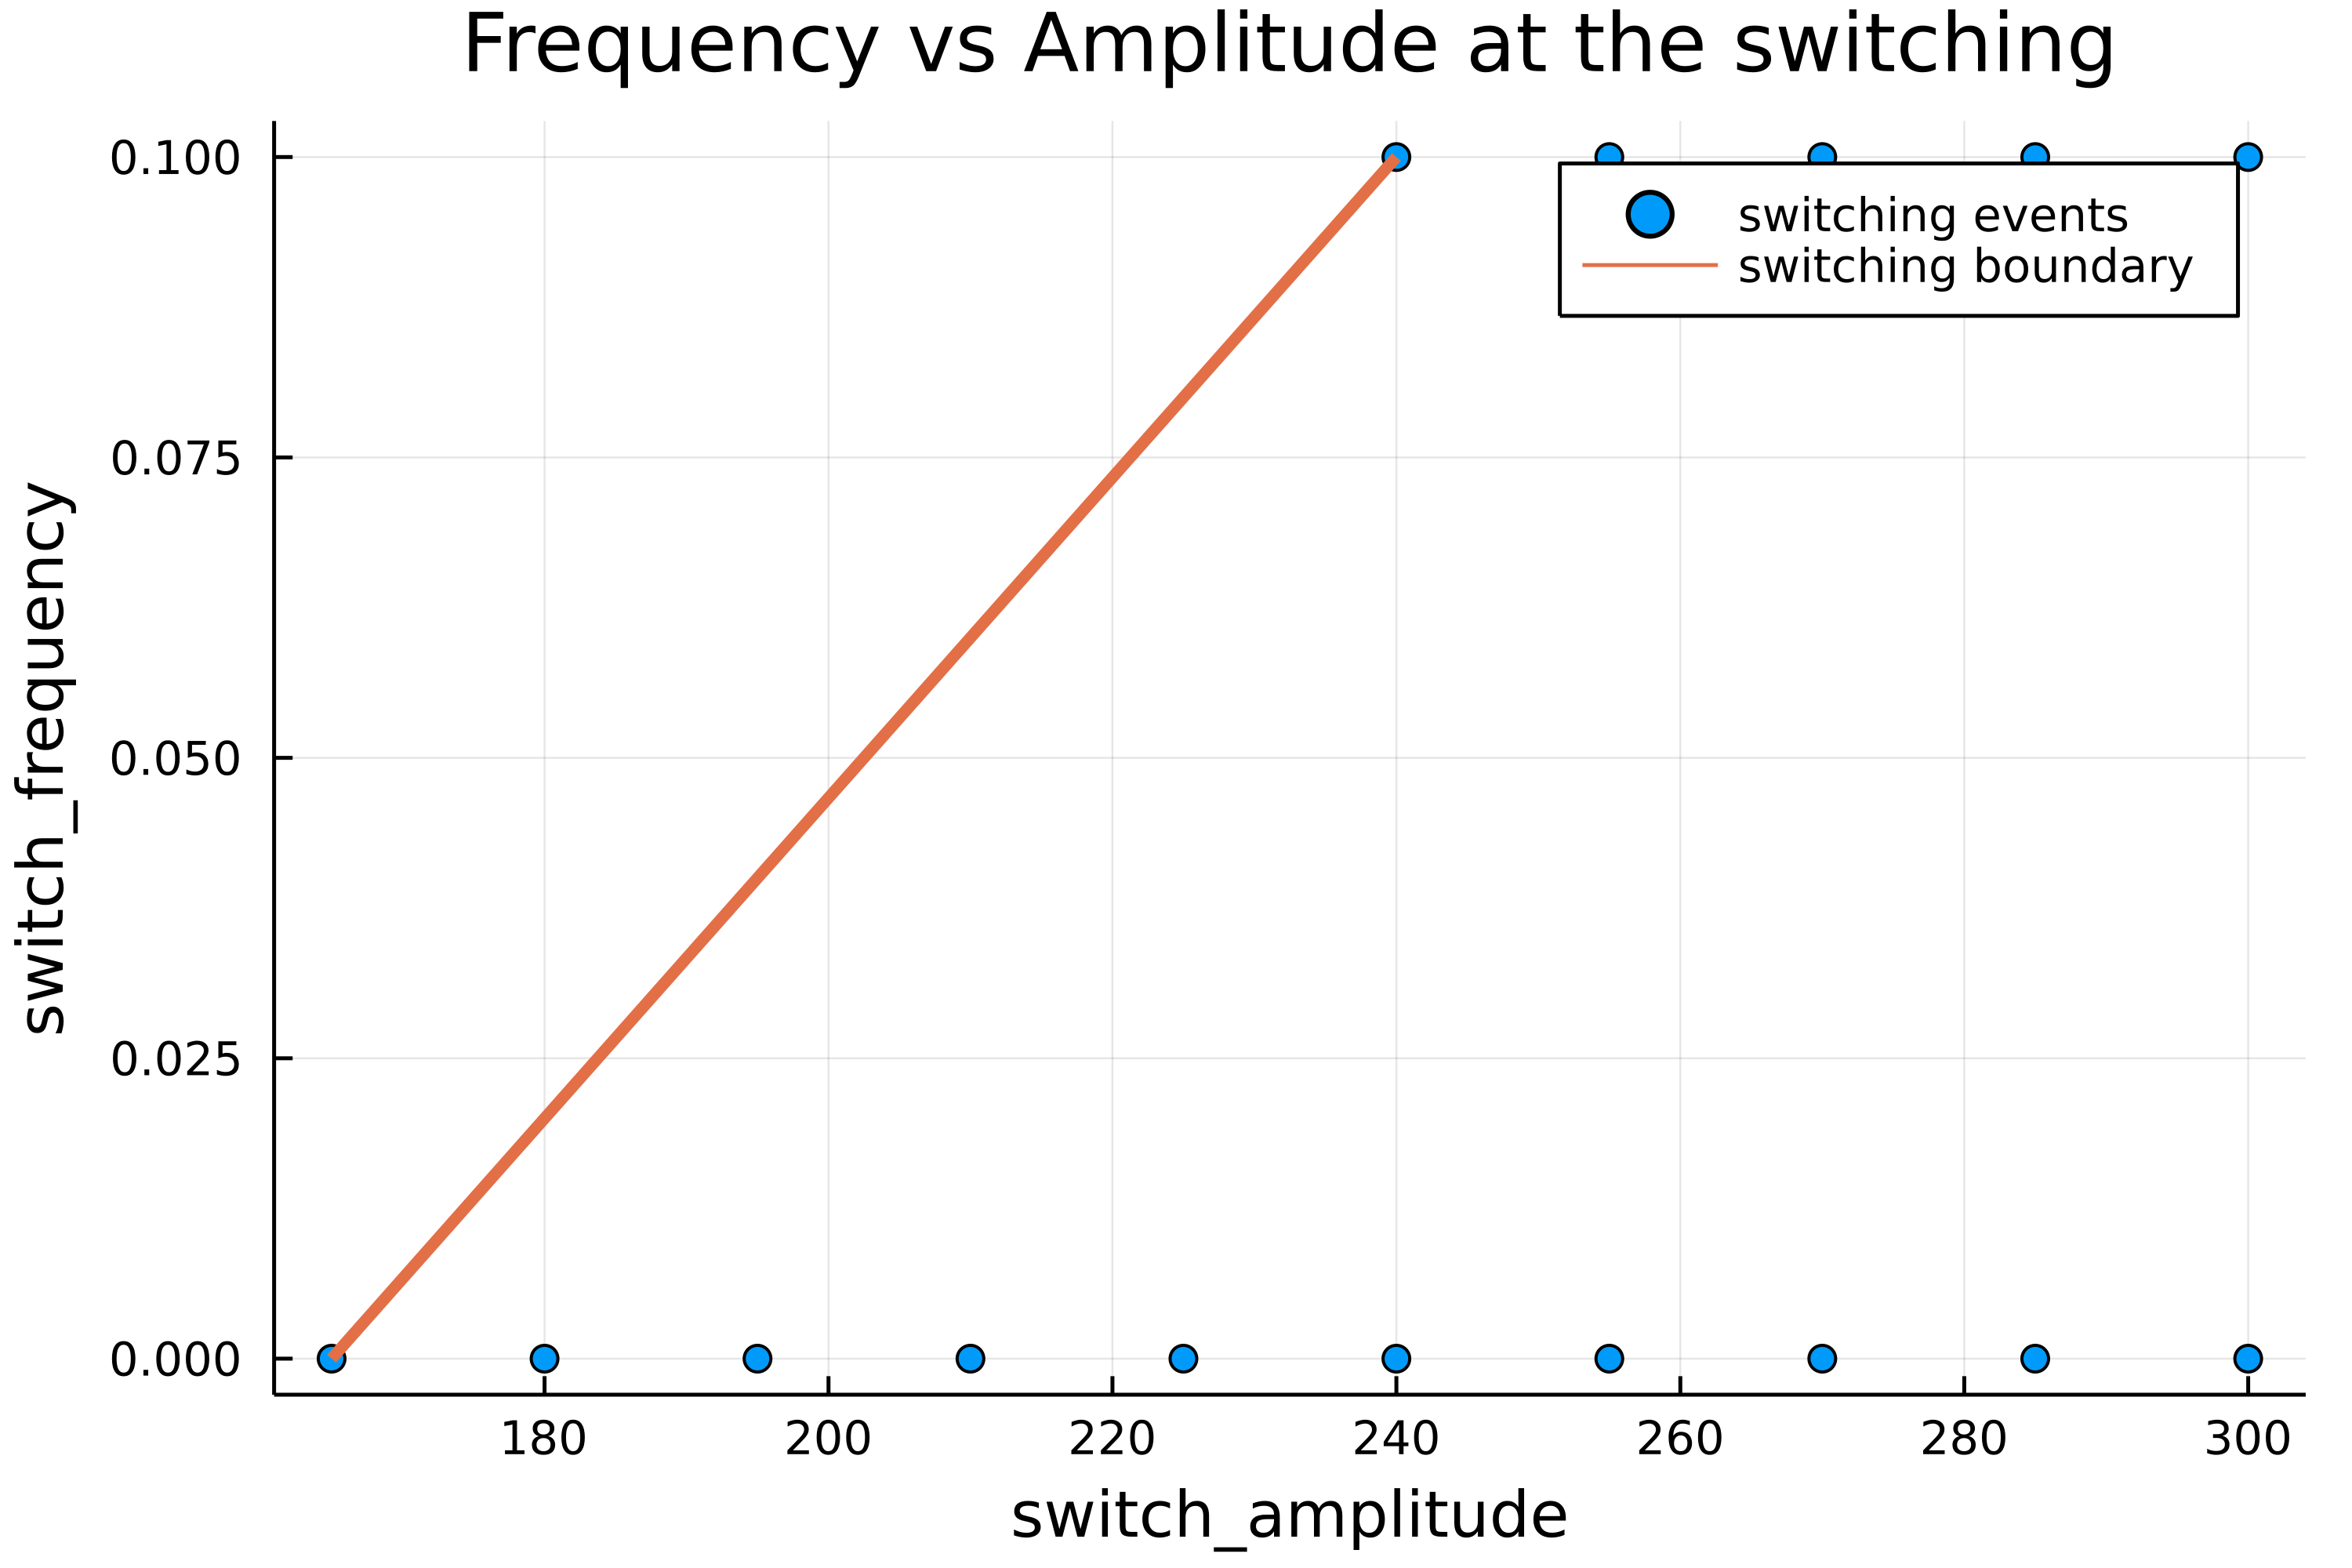 Frequency vs Amplitude at the switching
switching events
switching boundary
0.100
0.075
0.050
0.025
0.000
switch_frequency
180 200 220 240 260 280 300
switch_amplitude